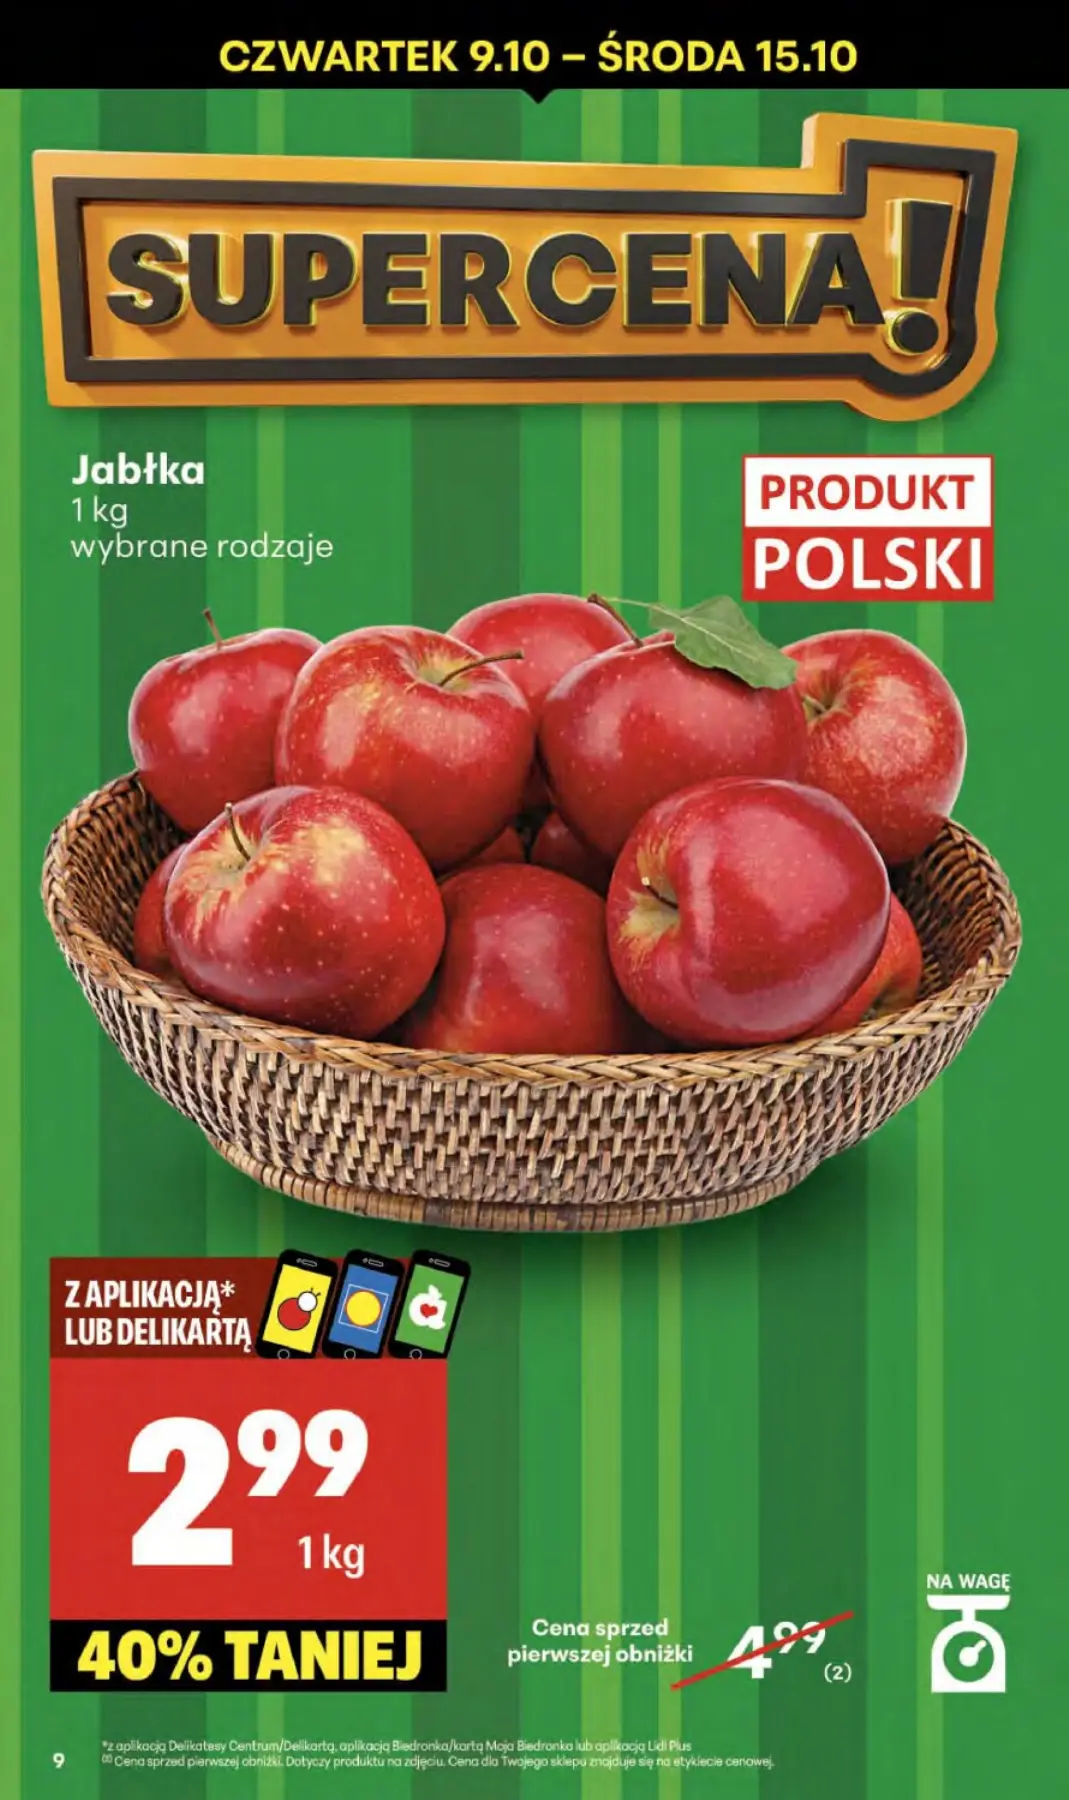 CZWARTEK 9.10 – ŚRODA 15.10
SUPERCENA!
Jabłka
1 kg
wybrane rodzaje
PRODUKT
POLSKI
Z APLIKACJĄ*
LUB DELIKARTĄ
2 99
1 kg
40% TANIEJ
Cena sprzed
pierwszej obniżki
4 99
(2)
NA WAGĘ
*z aplikacją Delikatesy Centrum/Delikartą, aplikacją Biedronka/kartą Moja Biedronka lub aplikacją Lidl Plus
9
(2) Cena sprzed pierwszej obniżki. Dotyczy produktu na zdjęciu. Cena dla Twojego sklepu znajduje się na etykiecie cenowej.